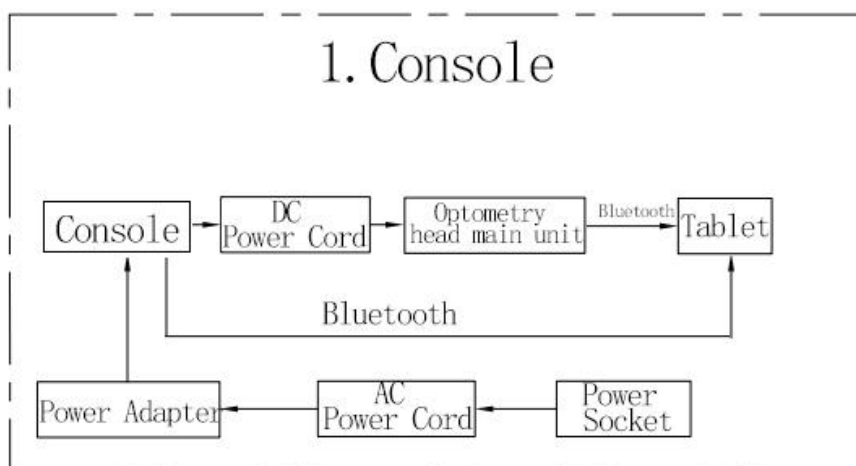 1. Console
Console
DC
Power Cord
Optometry
head main unit
Bluetooth
Tablet
Bluetooth
Power Adapter
AC
Power Cord
Power
Socket